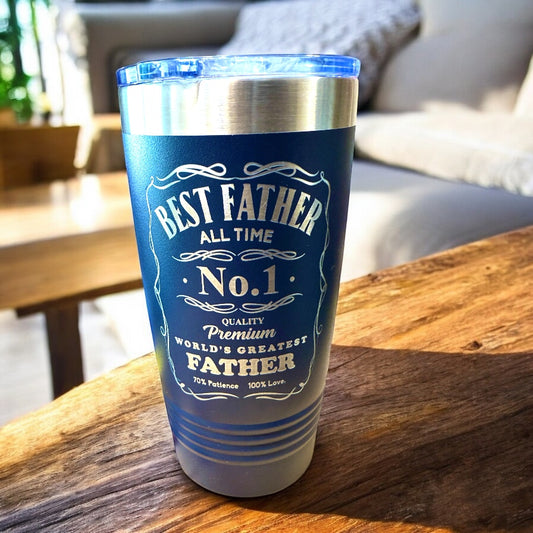 BEST FATHER
ALL TIME
No.1
QUALITY
Premium
WORLD'S GREATEST
FATHER
70% Patience 100% Love.